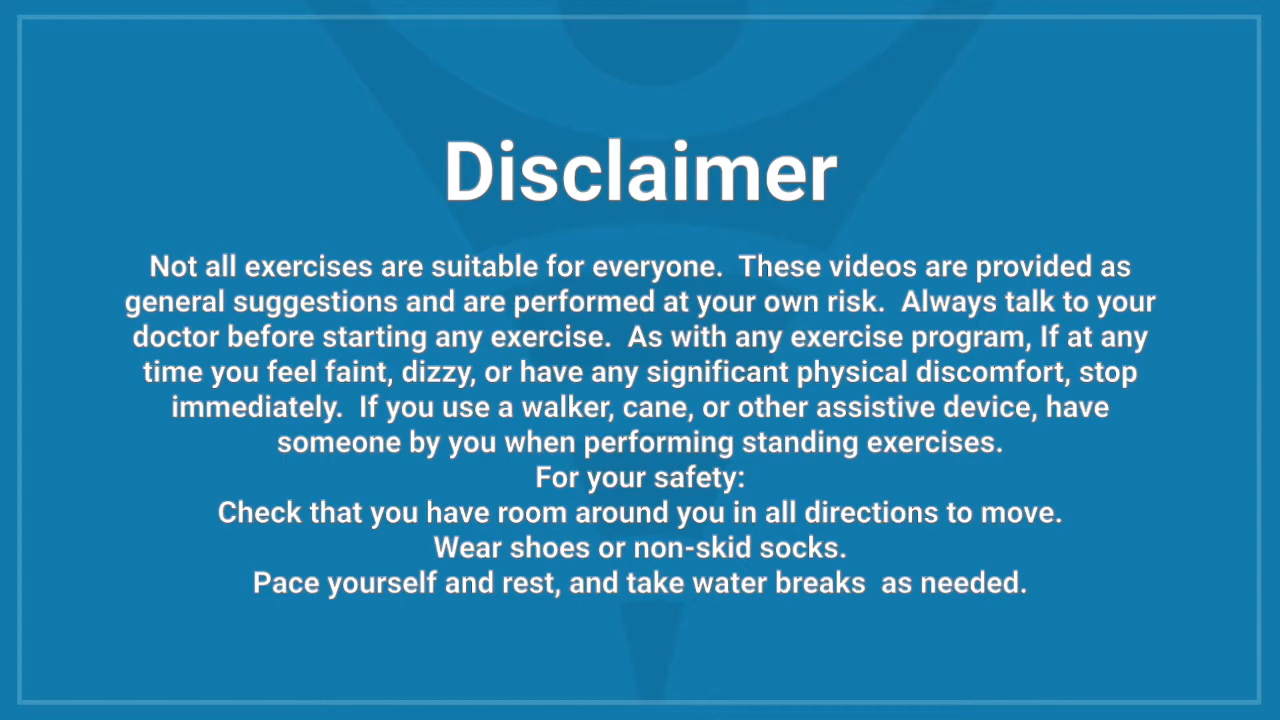 Disclaimer
Not all exercises are suitable for everyone.  These videos are provided as
general suggestions and are performed at your own risk.  Always talk to your
doctor before starting any exercise.  As with any exercise program, If at any
time you feel faint, dizzy, or have any significant physical discomfort, stop
immediately.  If you use a walker, cane, or other assistive device, have
someone by you when performing standing exercises.
For your safety:
Check that you have room around you in all directions to move.
Wear shoes or non-skid socks.
Pace yourself and rest, and take water breaks  as needed.